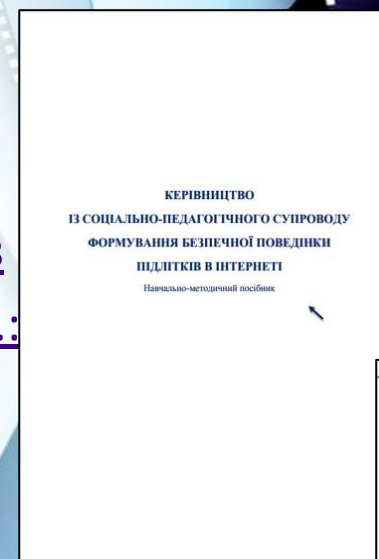 КЕРІВНИЦТВО
ІЗ СОЦІАЛЬНО-ПЕДАГОГІЧНОГО СУПРОВОДУ
ФОРМУВАННЯ БЕЗПЕЧНОЇ ПОВЕДІНКИ
ПІДЛІТКІВ В ІНТЕРНЕТІ
Навчально-методичний посібник